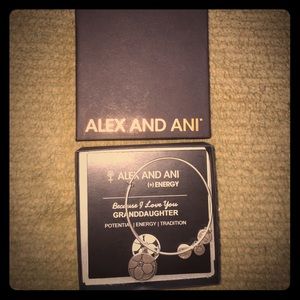 ALEX AND ANI®
ALEX AND ANI
(+) ENERGY
Because I Love You
GRANDDAUGHTER
POTENTIAL | ENERGY | TRADITION